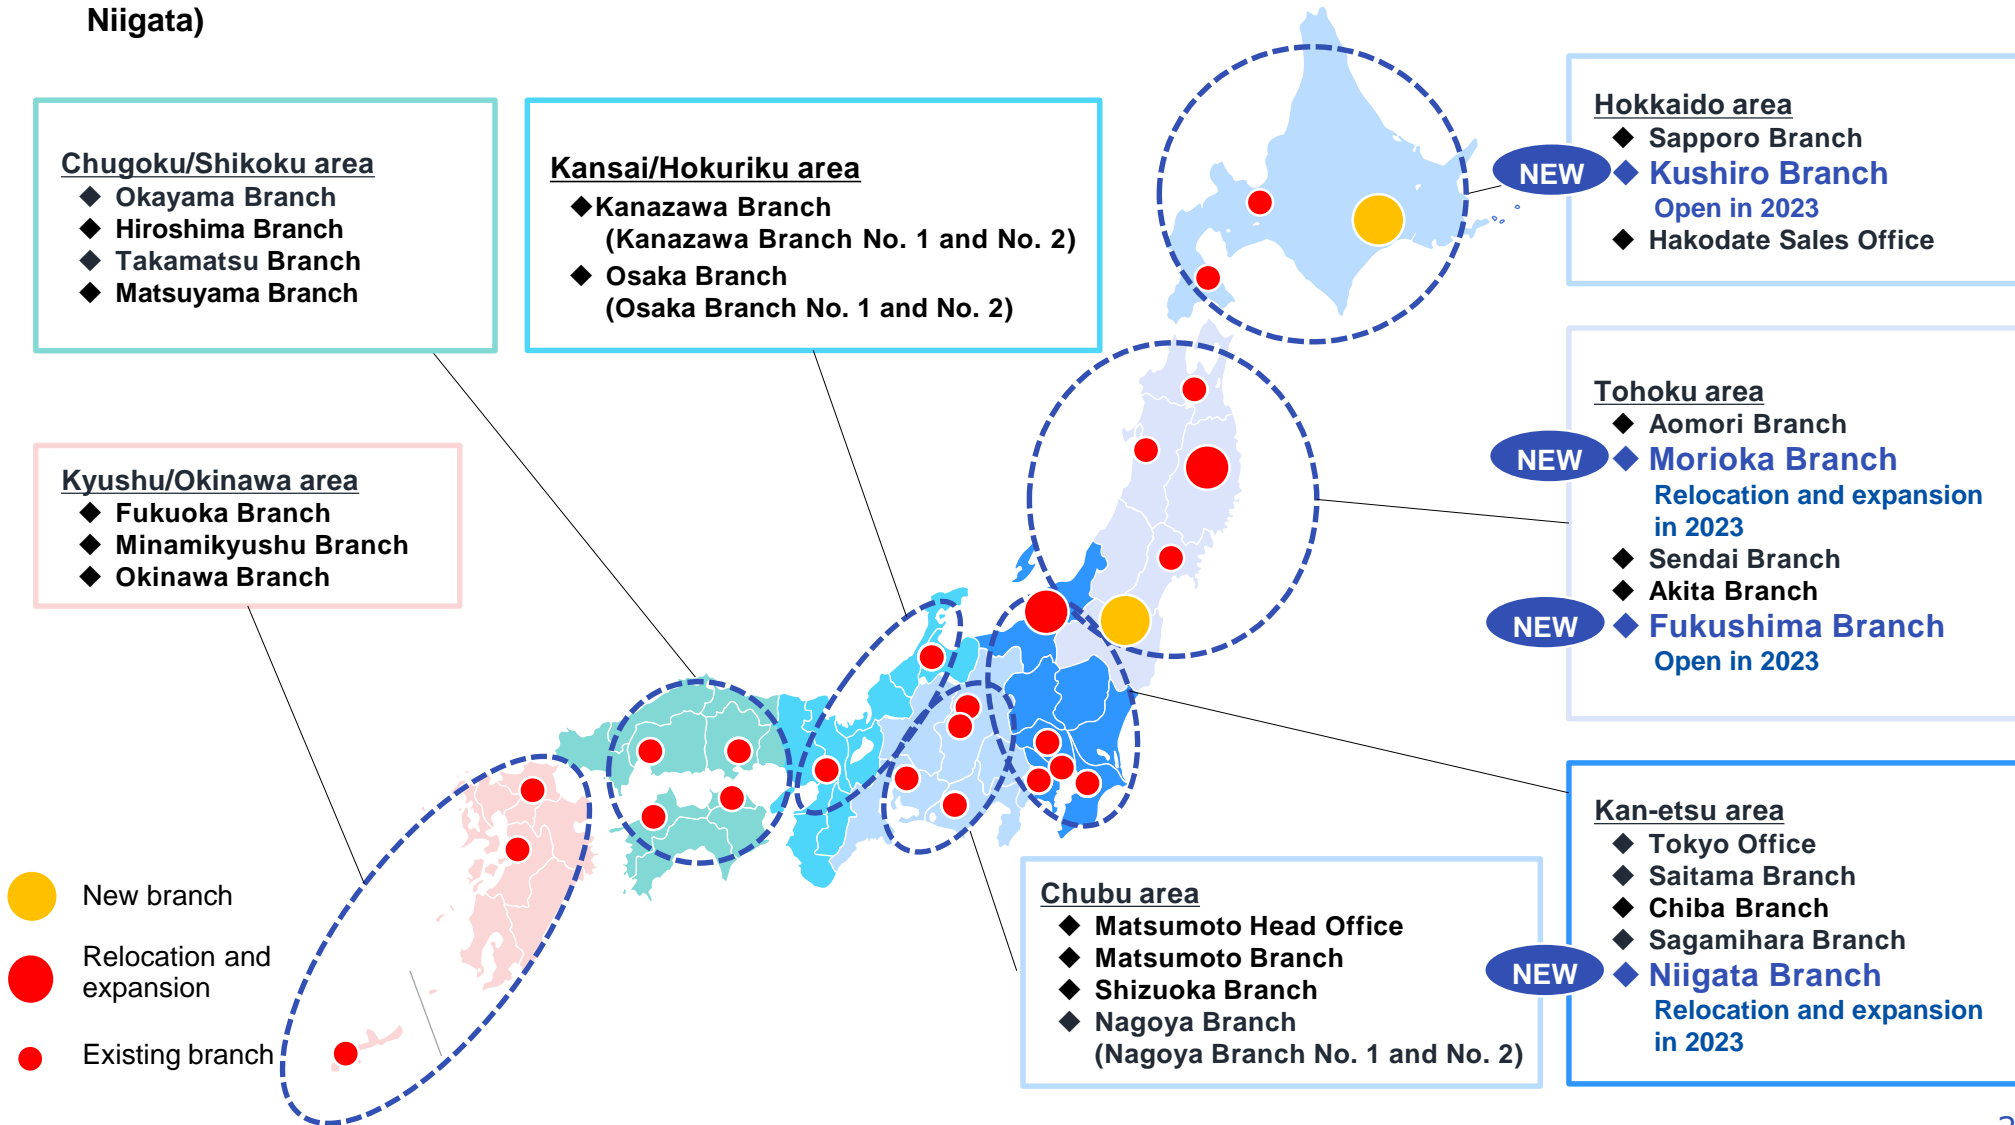 Niigata)
Chugoku/Shikoku area
◆ Okayama Branch
◆ Hiroshima Branch
◆ Takamatsu Branch
◆ Matsuyama Branch
Kansai/Hokuriku area
◆Kanazawa Branch
(Kanazawa Branch No. 1 and No. 2)
◆ Osaka Branch
(Osaka Branch No. 1 and No. 2)
Hokkaido area
◆ Sapporo Branch
NEW ◆ Kushiro Branch
Open in 2023
◆ Hakodate Sales Office
Tohoku area
◆ Aomori Branch
NEW ◆ Morioka Branch
Relocation and expansion
in 2023
◆ Sendai Branch
◆ Akita Branch
NEW ◆ Fukushima Branch
Open in 2023
Kyushu/Okinawa area
◆ Fukuoka Branch
◆ Minamikyushu Branch
◆ Okinawa Branch
Kan-etsu area
◆ Tokyo Office
◆ Saitama Branch
◆ Chiba Branch
◆ Sagamihara Branch
NEW ◆ Niigata Branch
Relocation and expansion
in 2023
Chubu area
◆ Matsumoto Head Office
◆ Matsumoto Branch
◆ Shizuoka Branch
◆ Nagoya Branch
(Nagoya Branch No. 1 and No. 2)
New branch
Relocation and
expansion
Existing branch